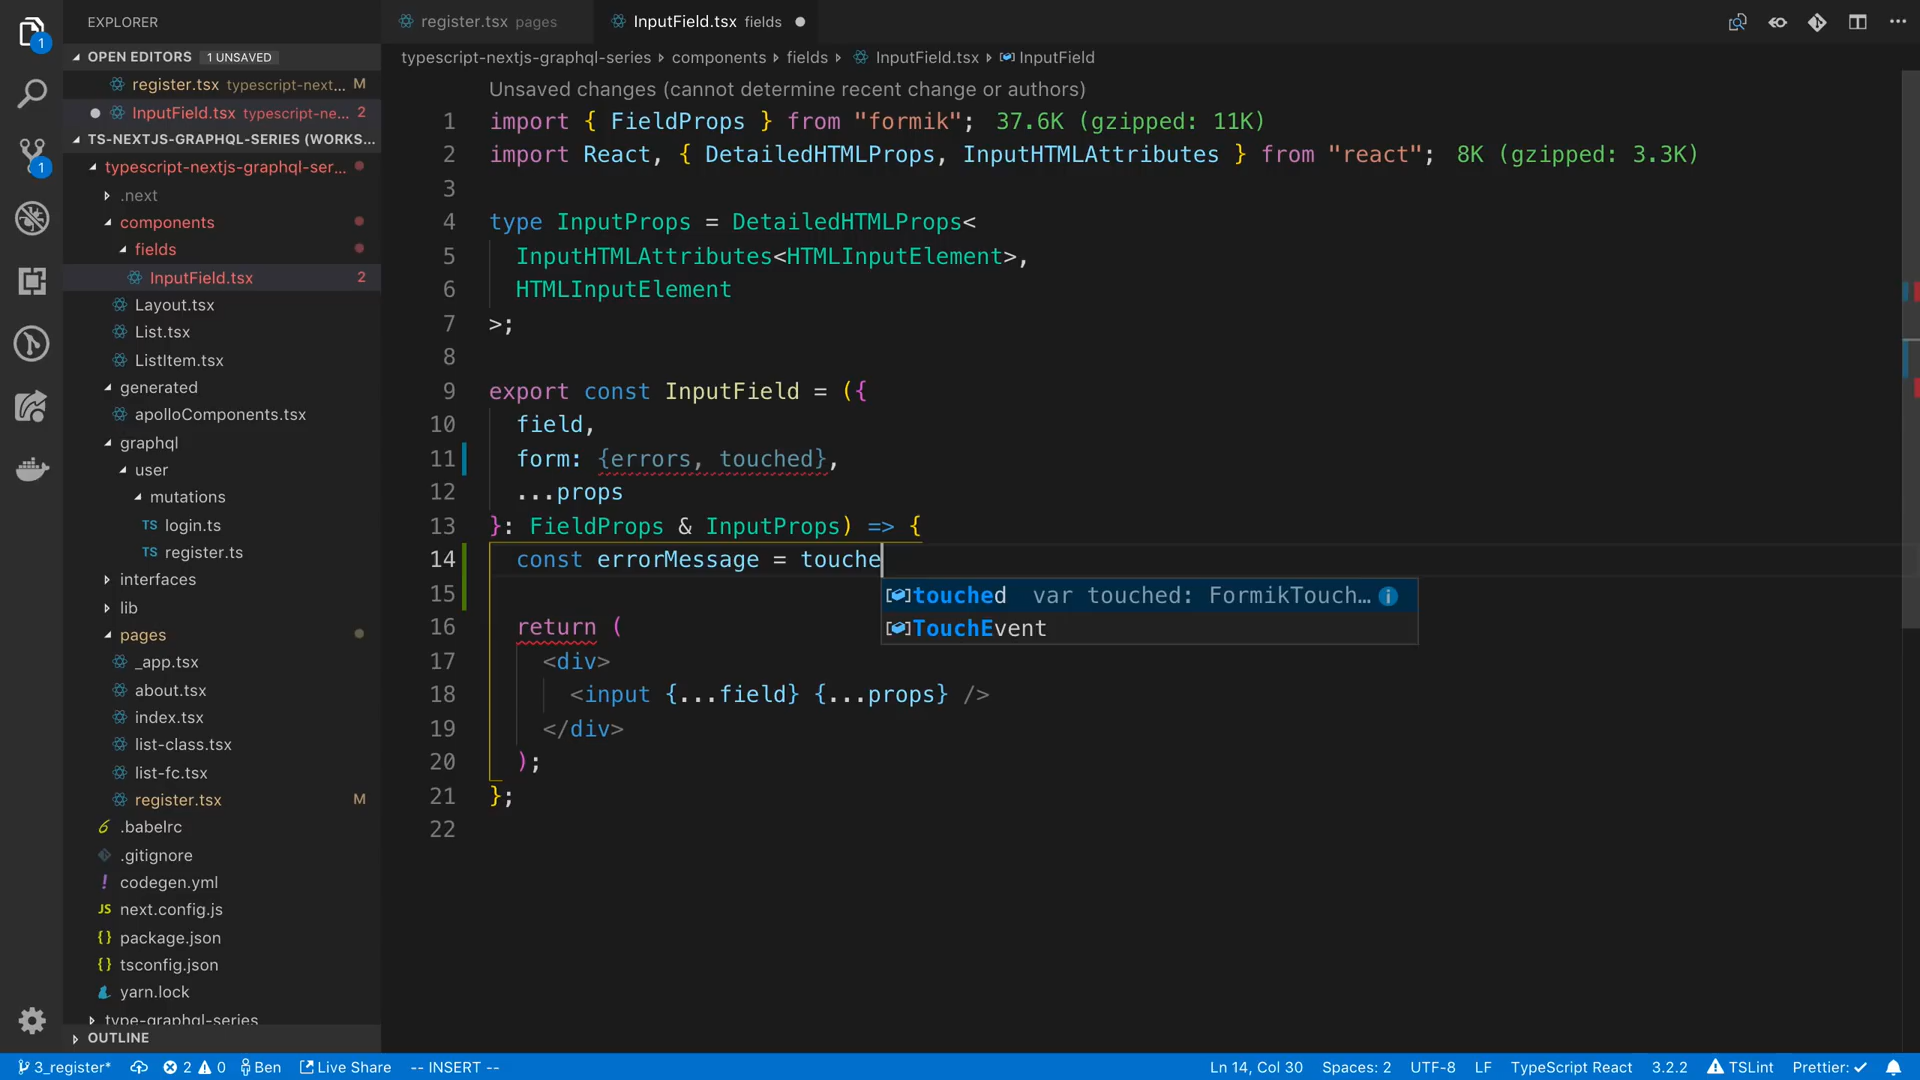 EXPLORER
OPEN EDITORS 1 UNSAVED
register.tsx typescript-next... M
InputField.tsx typescript-ne... 2
TS-NEXTJS-GRAPHQL-SERIES (WORKS...
typescript-nextjs-graphql-ser...
.next
components
fields
InputField.tsx 2
Layout.tsx
List.tsx
ListItem.tsx
generated
apolloComponents.tsx
graphql
user
mutations
TS login.ts
TS register.ts
interfaces
lib
pages
_app.tsx
about.tsx
index.tsx
list-class.tsx
list-fc.tsx
register.tsx M
.babelrc
.gitignore
codegen.yml
JS next.config.js
package.json
tsconfig.json
yarn.lock
type-graphql-series
OUTLINE
1
1
register.tsx pages
InputField.tsx fields
typescript-nextjs-graphql-series › components › fields › InputField.tsx › InputField
Unsaved changes (cannot determine recent change or authors)
1 import { FieldProps } from "formik"; 37.6K (gzipped: 11K)
2 import React, { DetailedHTMLProps, InputHTMLAttributes } from "react"; 8K (gzipped: 3.3K)
3
4 type InputProps = DetailedHTMLProps<
5 InputHTMLAttributes<HTMLInputElement>,
6 HTMLInputElement
7 >;
8
9 export const InputField = ({
10 field,
11 form: {errors, touched},
12 ...props
13 }: FieldProps & InputProps) => {
14 const errorMessage = touche
touched var touched: FormikTouch...
TouchEvent
15
16 return (
17 <div>
18 <input {...field} {...props} />
19 </div>
20 );
21 };
22
3_register* 2 0 Ben Live Share -- INSERT -- Ln 14, Col 30 Spaces: 2 UTF-8 LF TypeScript React 3.2.2 TSLint Prettier: ✓